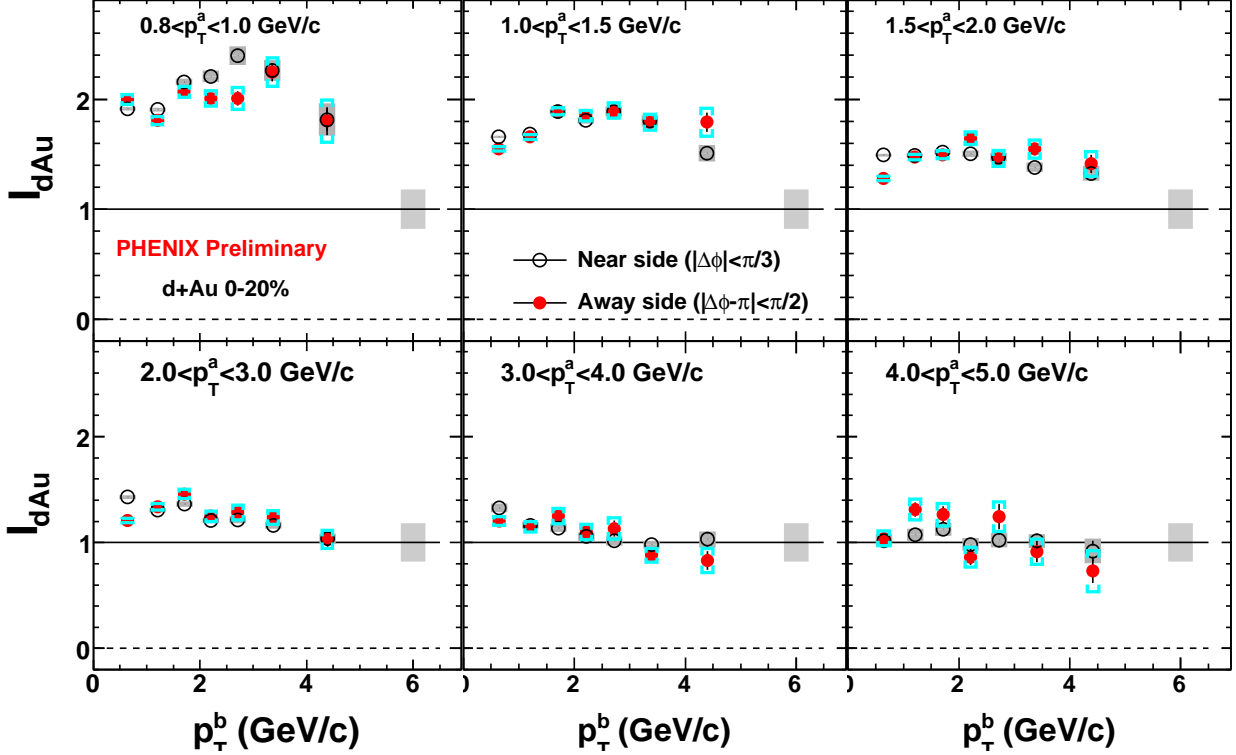 0.8<p_T^a<1.0 GeV/c
1.0<p_T^a<1.5 GeV/c
1.5<p_T^a<2.0 GeV/c
I_dAu
2
1
0
PHENIX Preliminary
d+Au 0-20%
Near side (|Δϕ|<π/3)
Away side (|Δϕ-π|<π/2)
2.0<p_T^a<3.0 GeV/c
3.0<p_T^a<4.0 GeV/c
4.0<p_T^a<5.0 GeV/c
I_dAu
2
1
0
0 2 4 6
0 2 4 6
0 2 4 6
p_T^b (GeV/c)
p_T^b (GeV/c)
p_T^b (GeV/c)